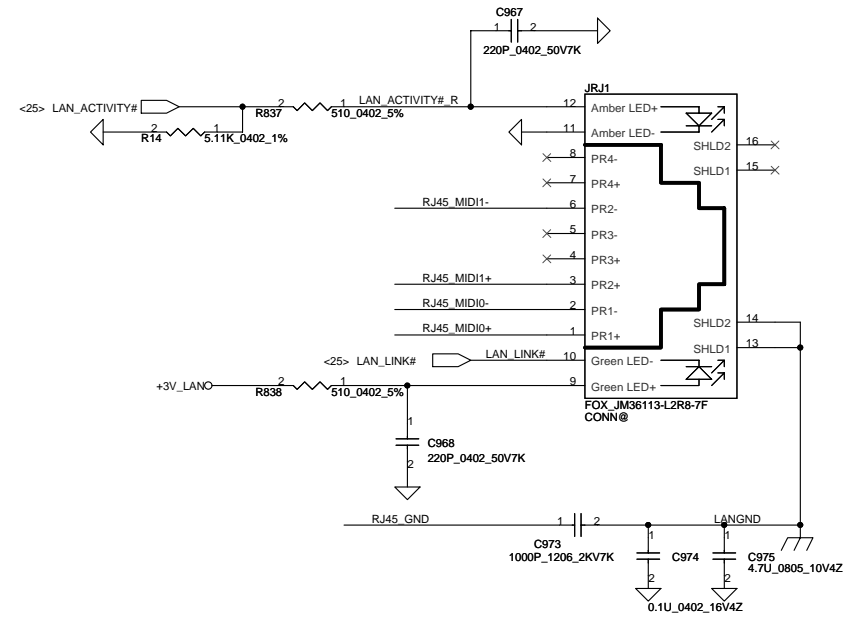 C967
1 2
220P_0402_50V7K
JRJ1
<25> LAN_ACTIVITY#
2 1
R837
510_0402_5%
LAN_ACTIVITY#_R
12 Amber LED+
2 1
R14
5.11K_0402_1%
11 Amber LED-
SHLD2 16
8 PR4-
SHLD1 15
7 PR4+
RJ45_MIDI1- 6 PR2-
5 PR3-
4 PR3+
RJ45_MIDI1+ 3 PR2+
RJ45_MIDI0- 2 PR1-
SHLD2 14
RJ45_MIDI0+ 1 PR1+
SHLD1 13
<25> LAN_LINK# LAN_LINK# 10 Green LED-
+3V_LAN 2 1
R838
510_0402_5%
9 Green LED+
FOX_JM36113-L2R8-7F
CONN@
1
C968
220P_0402_50V7K
2
RJ45_GND 1 2 LANGND
C973
1000P_1206_2KV7K
1
C974
2
0.1U_0402_16V4Z
1
C975
4.7U_0805_10V4Z
2